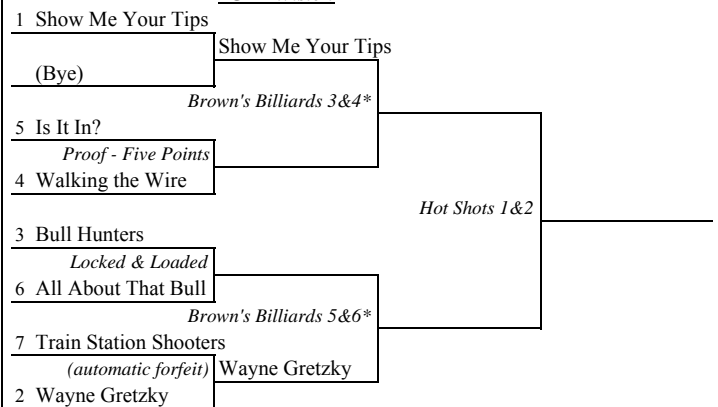 1 Show Me Your Tips
Show Me Your Tips
(Bye)
Brown's Billiards 3&4*
5 Is It In?
Proof - Five Points
4 Walking the Wire
Hot Shots 1&2
3 Bull Hunters
Locked & Loaded
6 All About That Bull
Brown's Billiards 5&6*
7 Train Station Shooters
(automatic forfeit) Wayne Gretzky
2 Wayne Gretzky